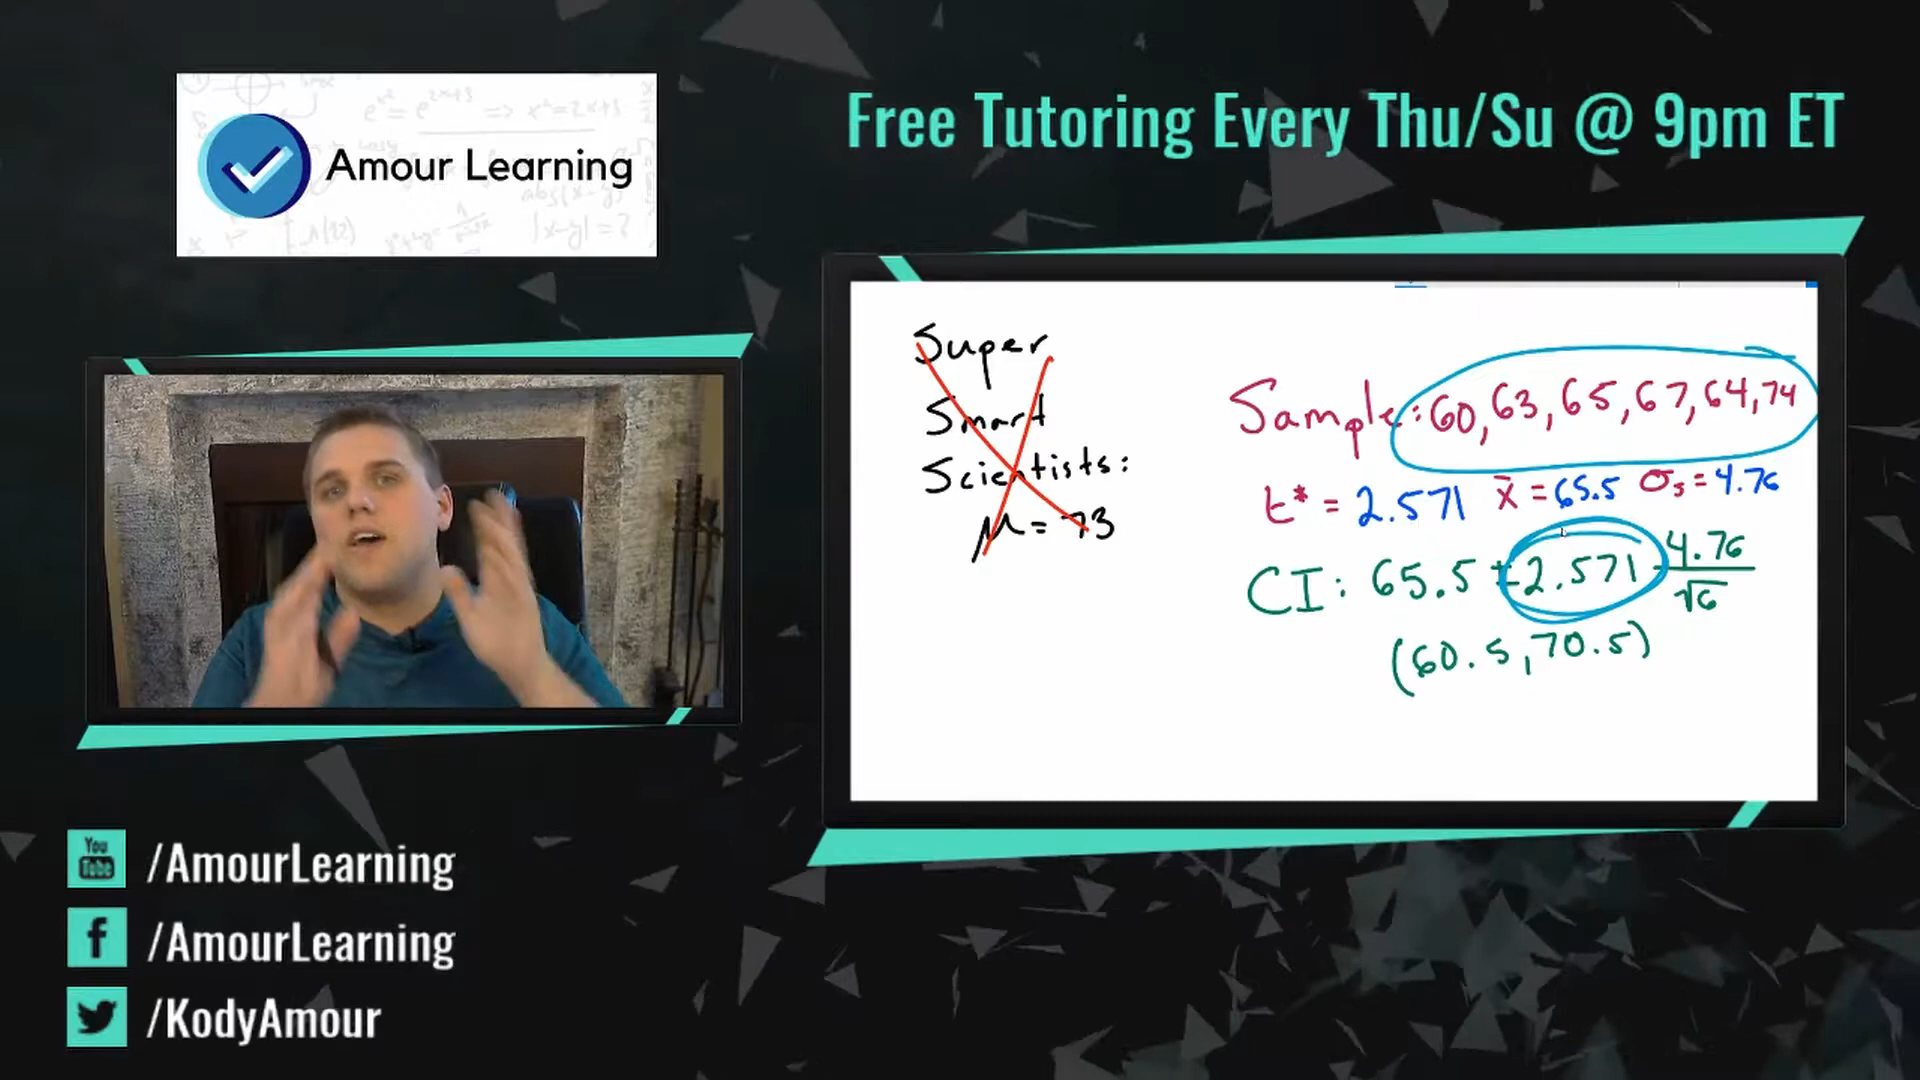 Amour Learning
Free Tutoring Every Thu/Su @ 9pm ET
Super
Smart
Scientists:
μ = 73
Sample: 60, 63, 65, 67, 64, 74
t* = 2.571 x̄ = 65.5 σₛ = 4.76
CI: 65.5 ± 2.571 · 4.76/√6
(60.5, 70.5)
You Tube /AmourLearning
f /AmourLearning
/KodyAmour